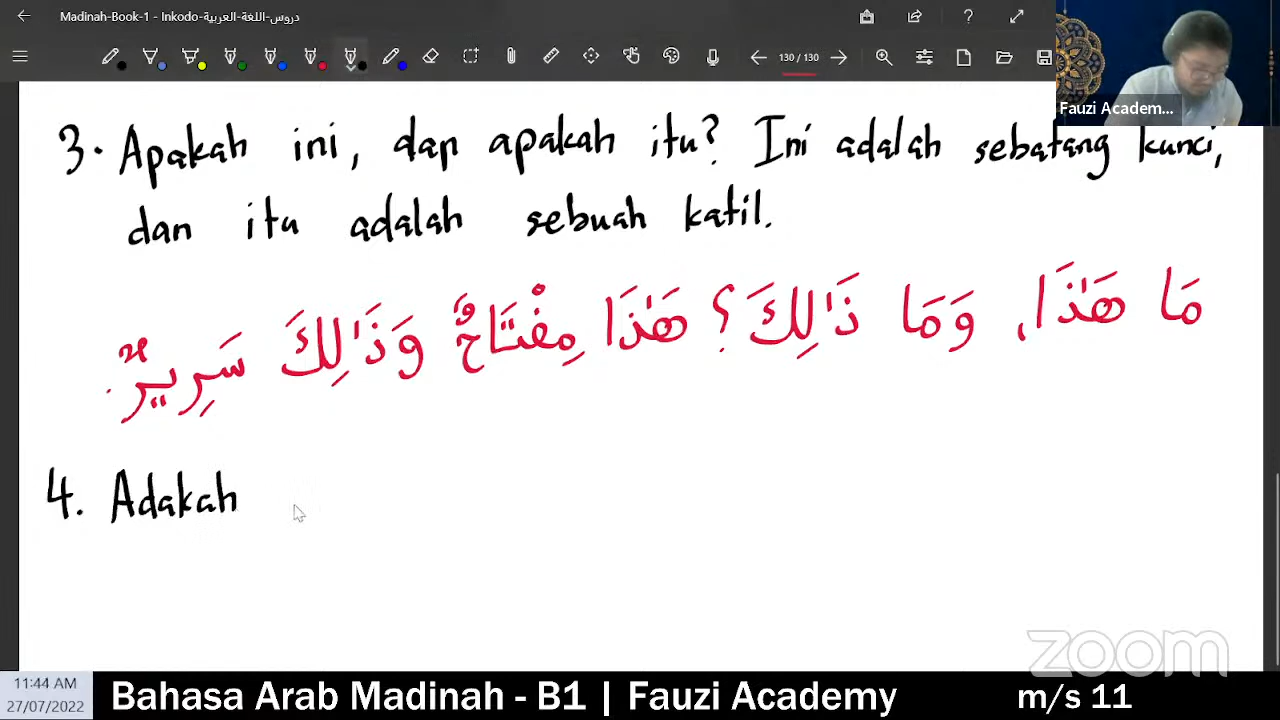 Madinah-Book-1 - Inkodo-دروس-اللغة-العربية
130 / 130
Fauzi Academ...
3. Apakah ini, dan apakah itu? Ini adalah sebatang kunci,
dan itu adalah sebuah katil.
مَا هَٰذَا، وَمَا ذَٰلِكَ؟ هَٰذَا مِفْتَاحٌ وَذَٰلِكَ سَرِيرٌ.
4. Adakah
zoom
11:44 AM
27/07/2022
Bahasa Arab Madinah - B1 | Fauzi Academy
m/s 11